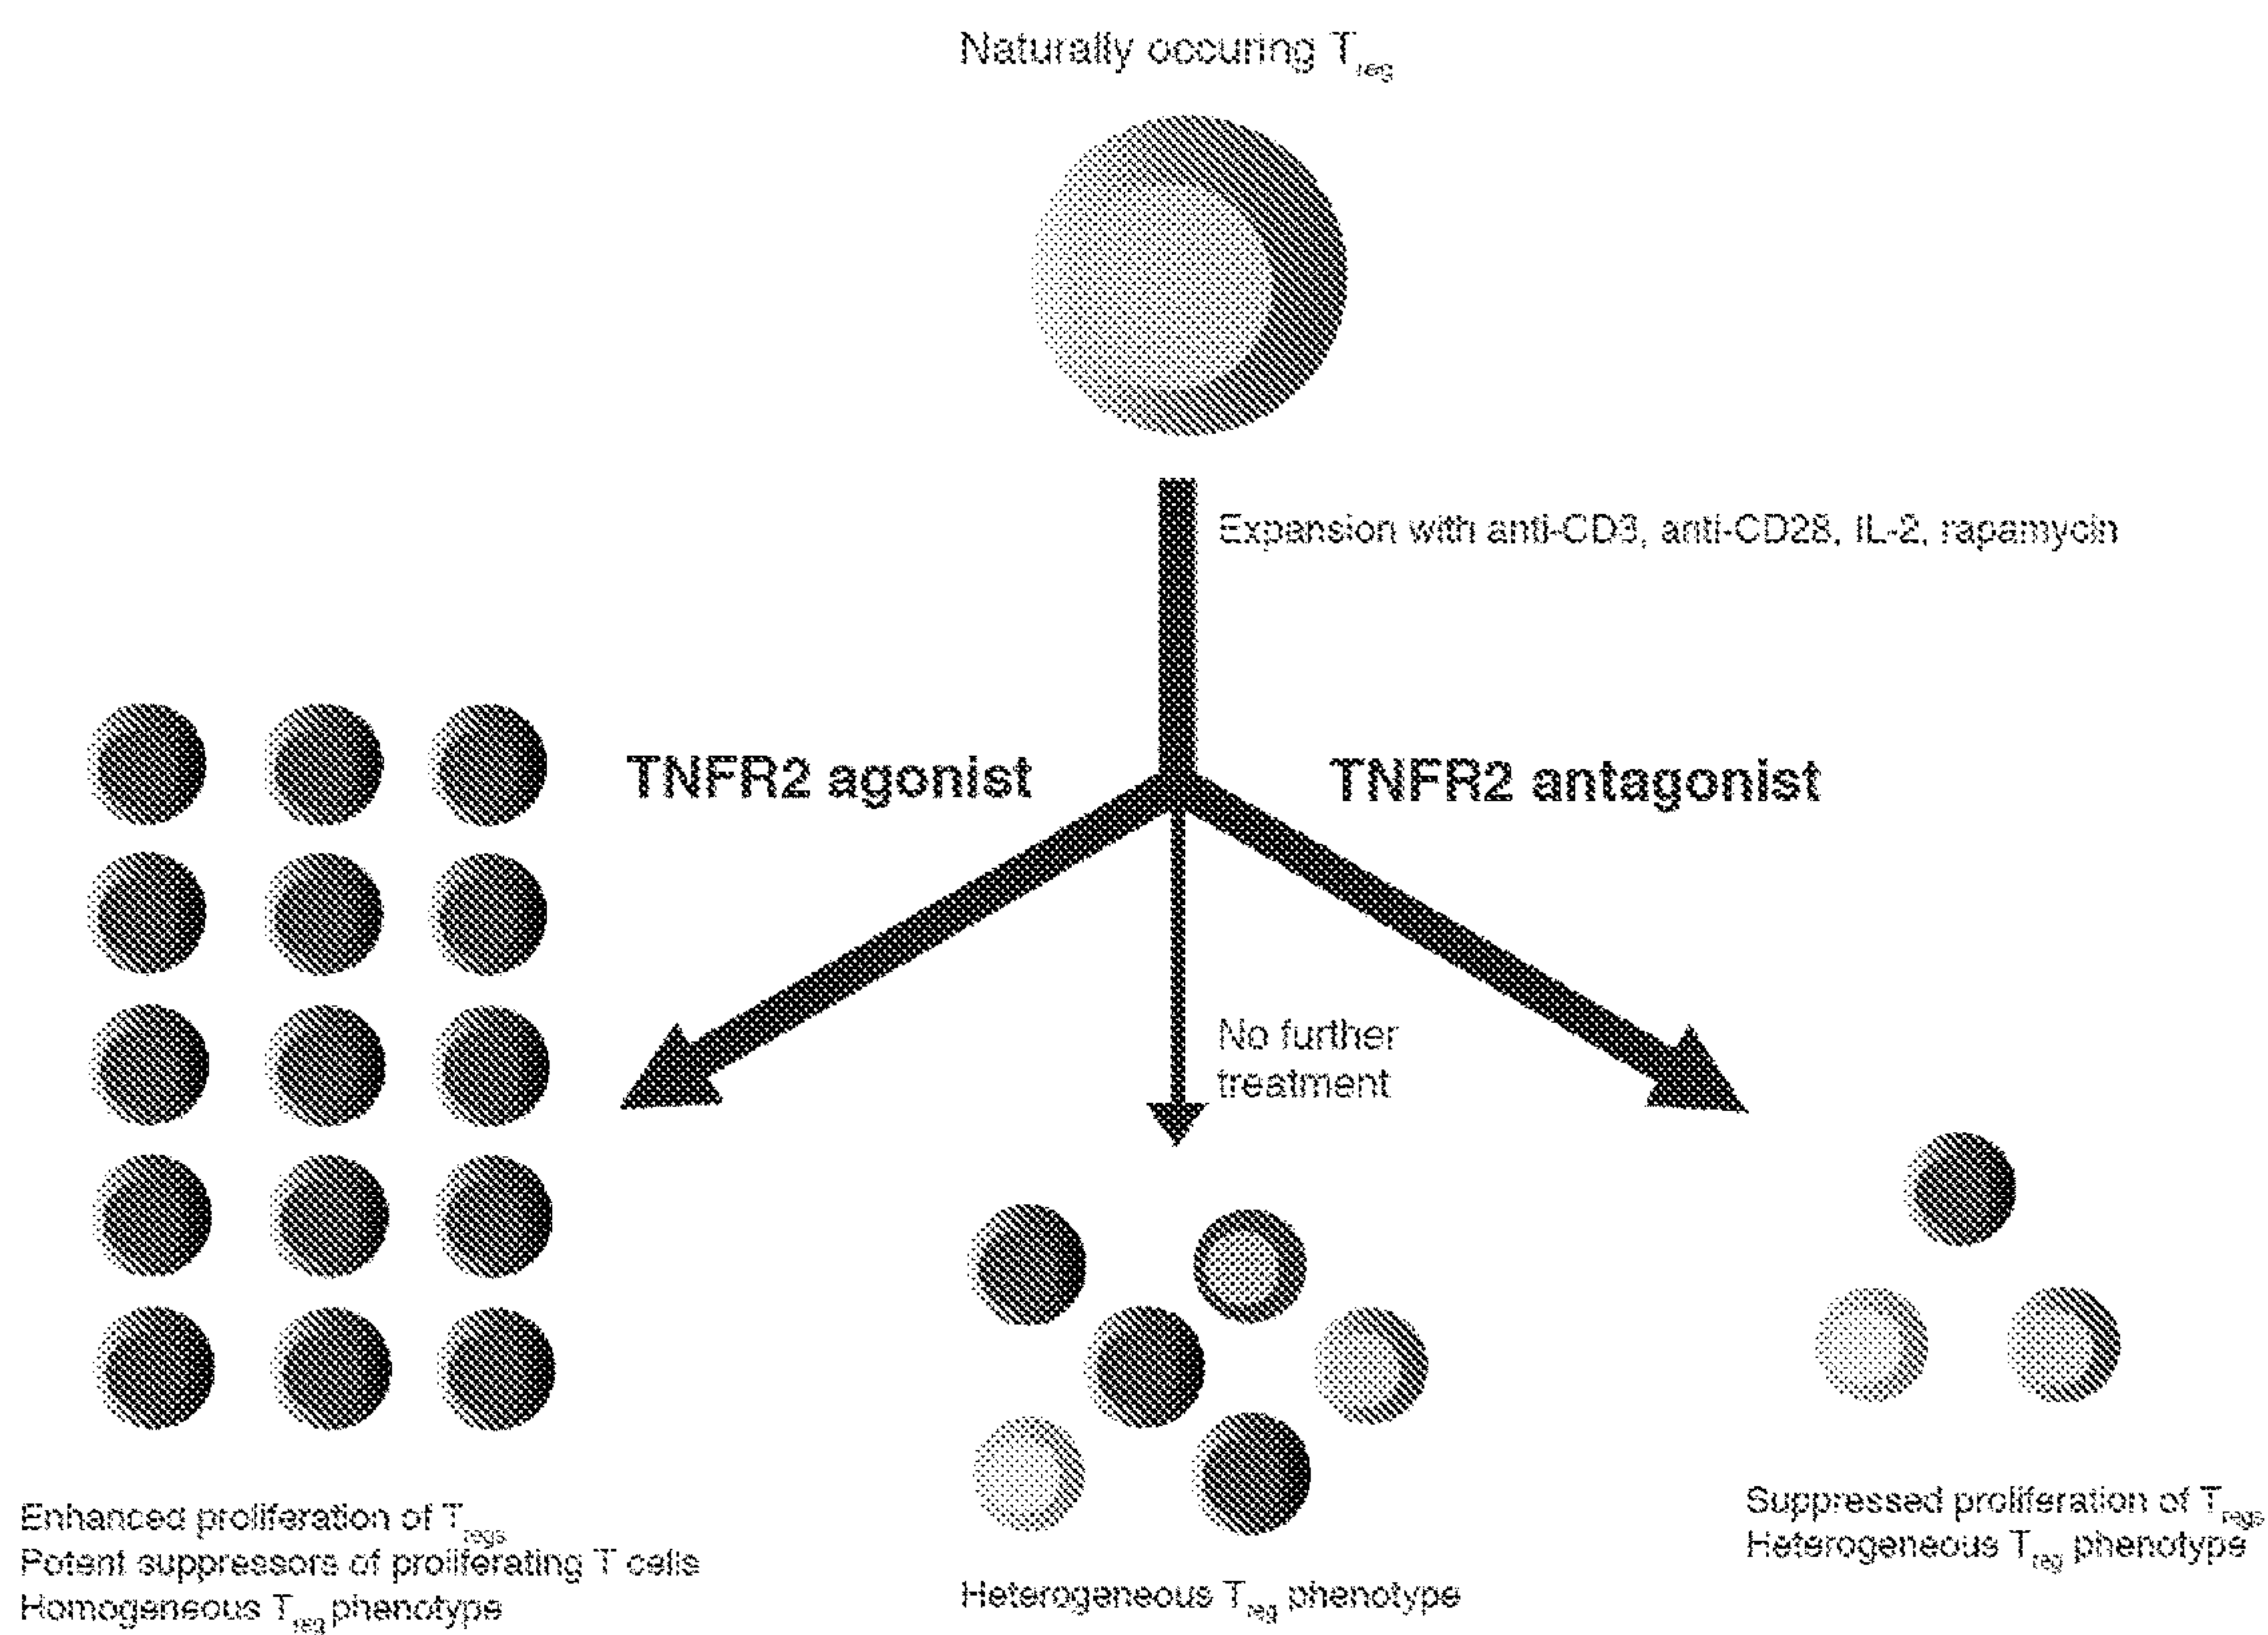 Naturally occuring Treg
Expansion with anti-CD3, anti-CD28, IL-2, rapamycin
TNFR2 agonist
TNFR2 antagonist
No further
treatment
Enhanced proliferation of Tregs
Potent suppressors of proliferating T cells
Homogeneous Treg phenotype
Heterogeneous Treg phenotype
Suppressed proliferation of Tregs
Heterogeneous Treg phenotype